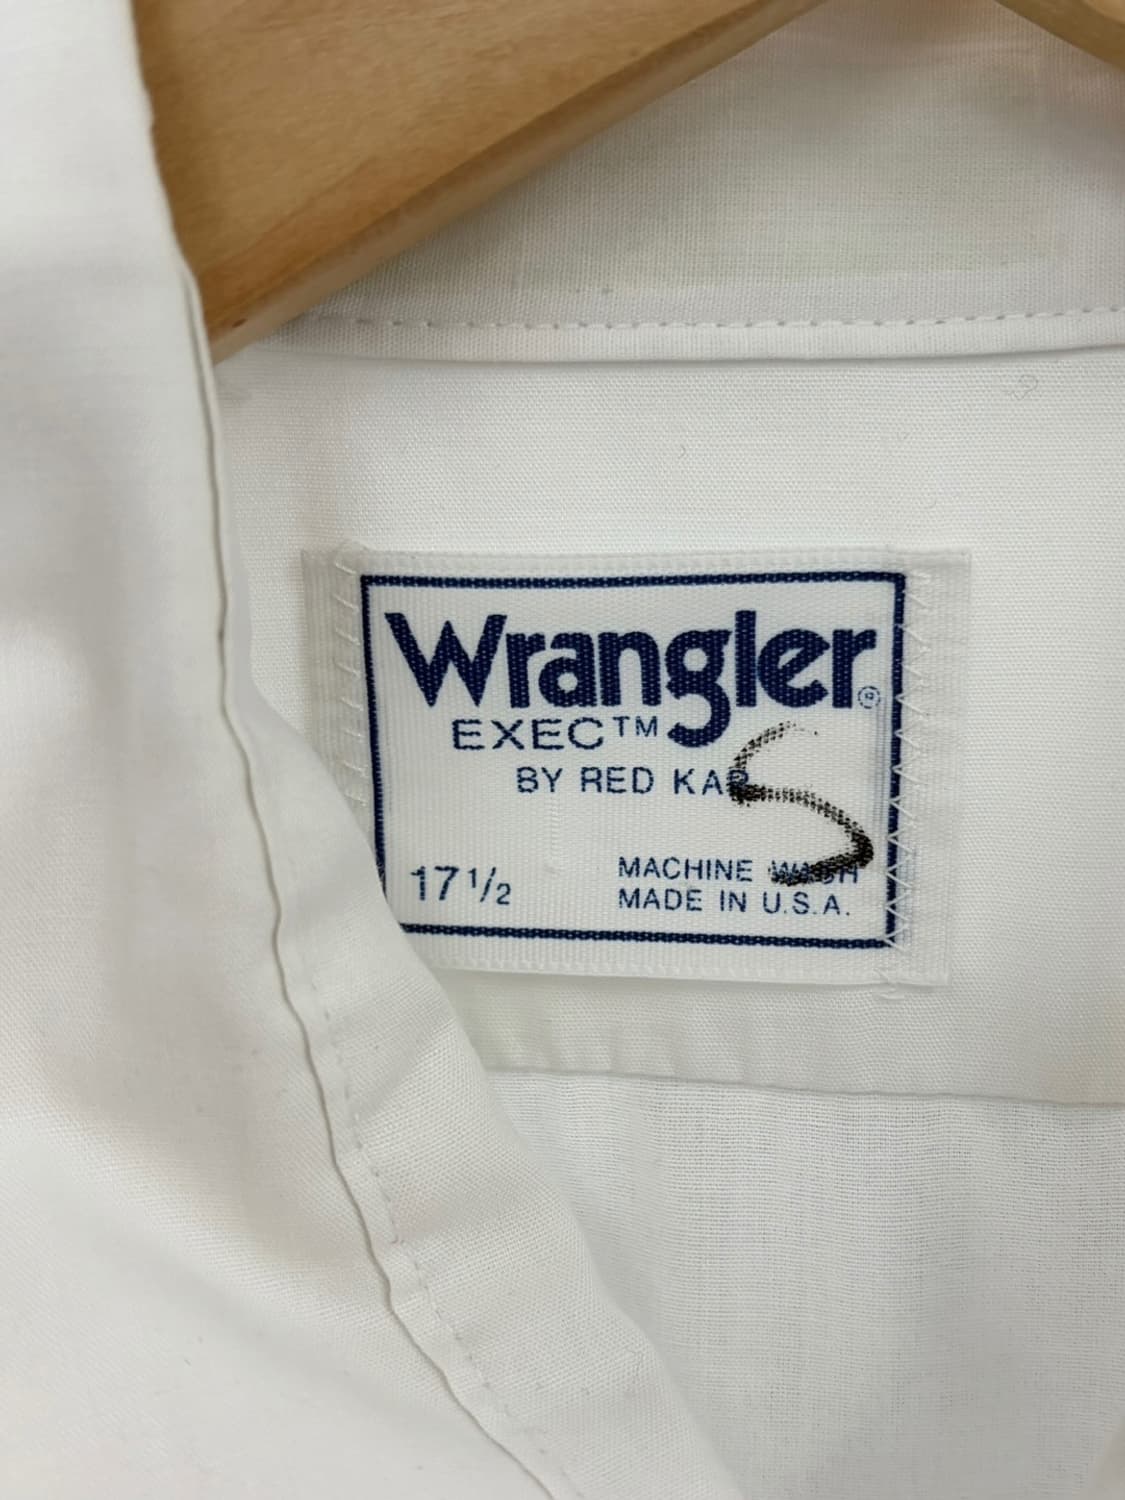 Wrangler®
EXEC™
BY RED KAP
S
17 1/2
MACHINE WASH
MADE IN U.S.A.